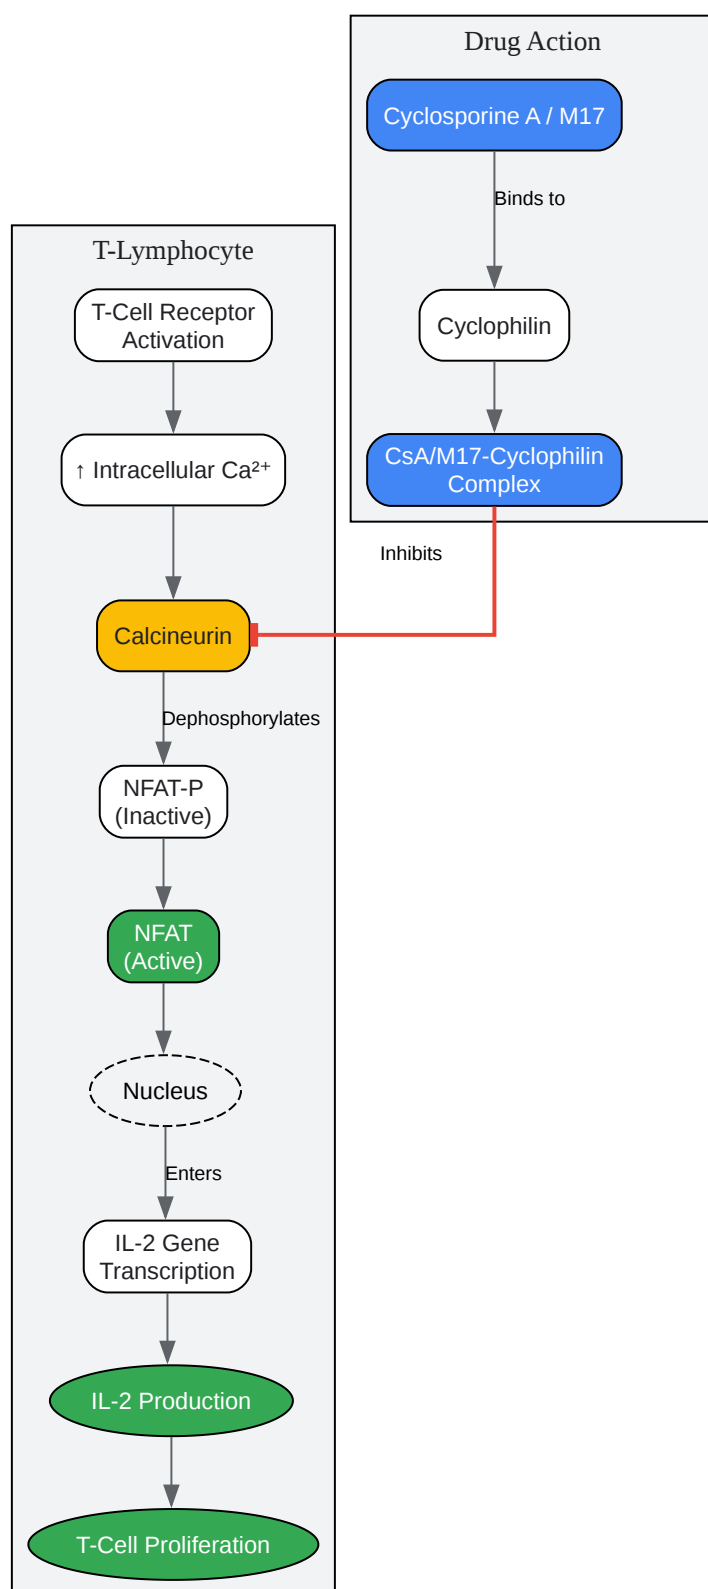 Drug Action
Cyclosporine A / M17
Binds to
Cyclophilin
CsA/M17-Cyclophilin
Complex
Inhibits
T-Lymphocyte
T-Cell Receptor
Activation
↑ Intracellular Ca²⁺
Calcineurin
Dephosphorylates
NFAT-P
(Inactive)
NFAT
(Active)
Nucleus
Enters
IL-2 Gene
Transcription
IL-2 Production
T-Cell Proliferation